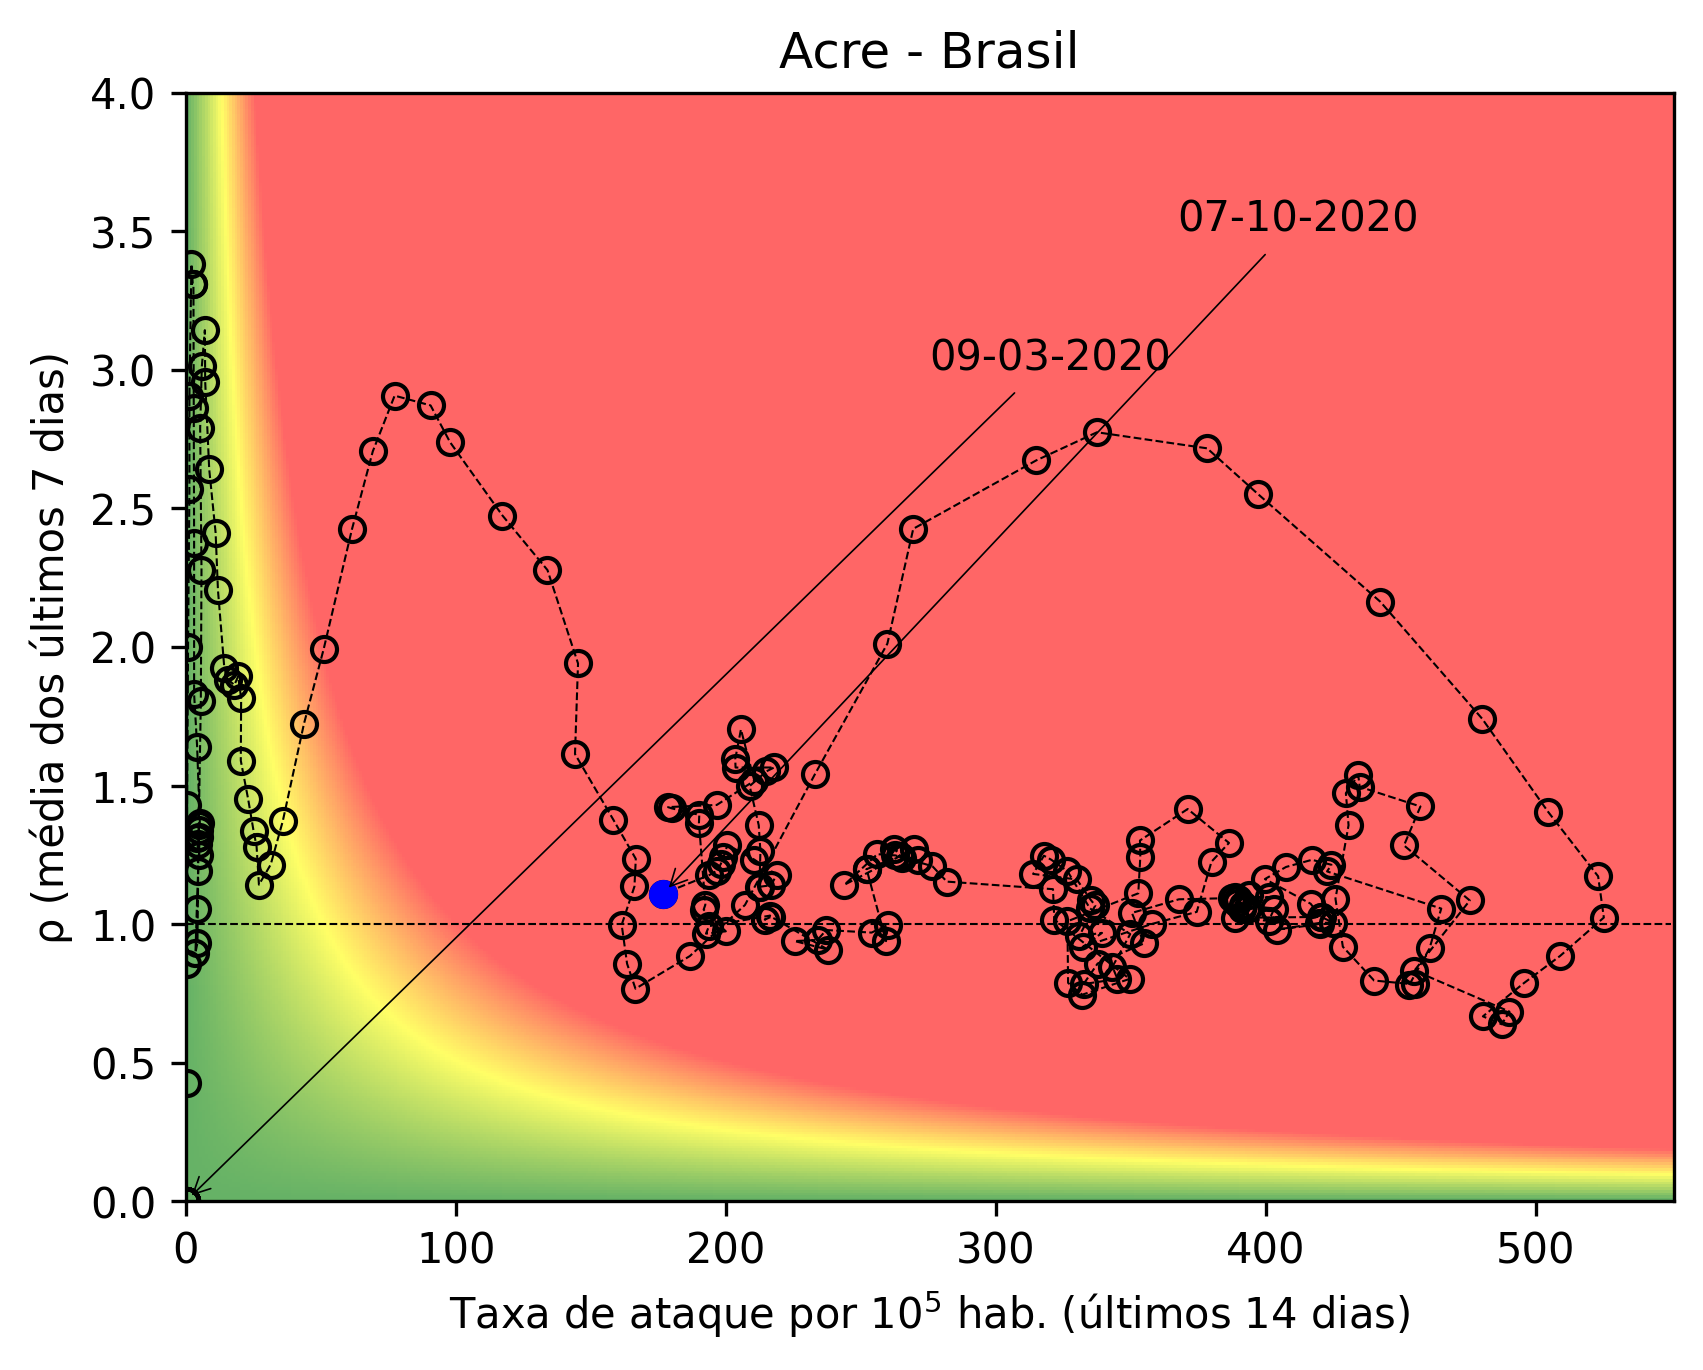 Acre - Brasil
4.0
3.5
3.0
2.5
2.0
1.5
1.0
0.5
0.0
ρ (média dos últimos 7 dias)
07-10-2020
09-03-2020
0 100 200 300 400 500
Taxa de ataque por 10⁵ hab. (últimos 14 dias)